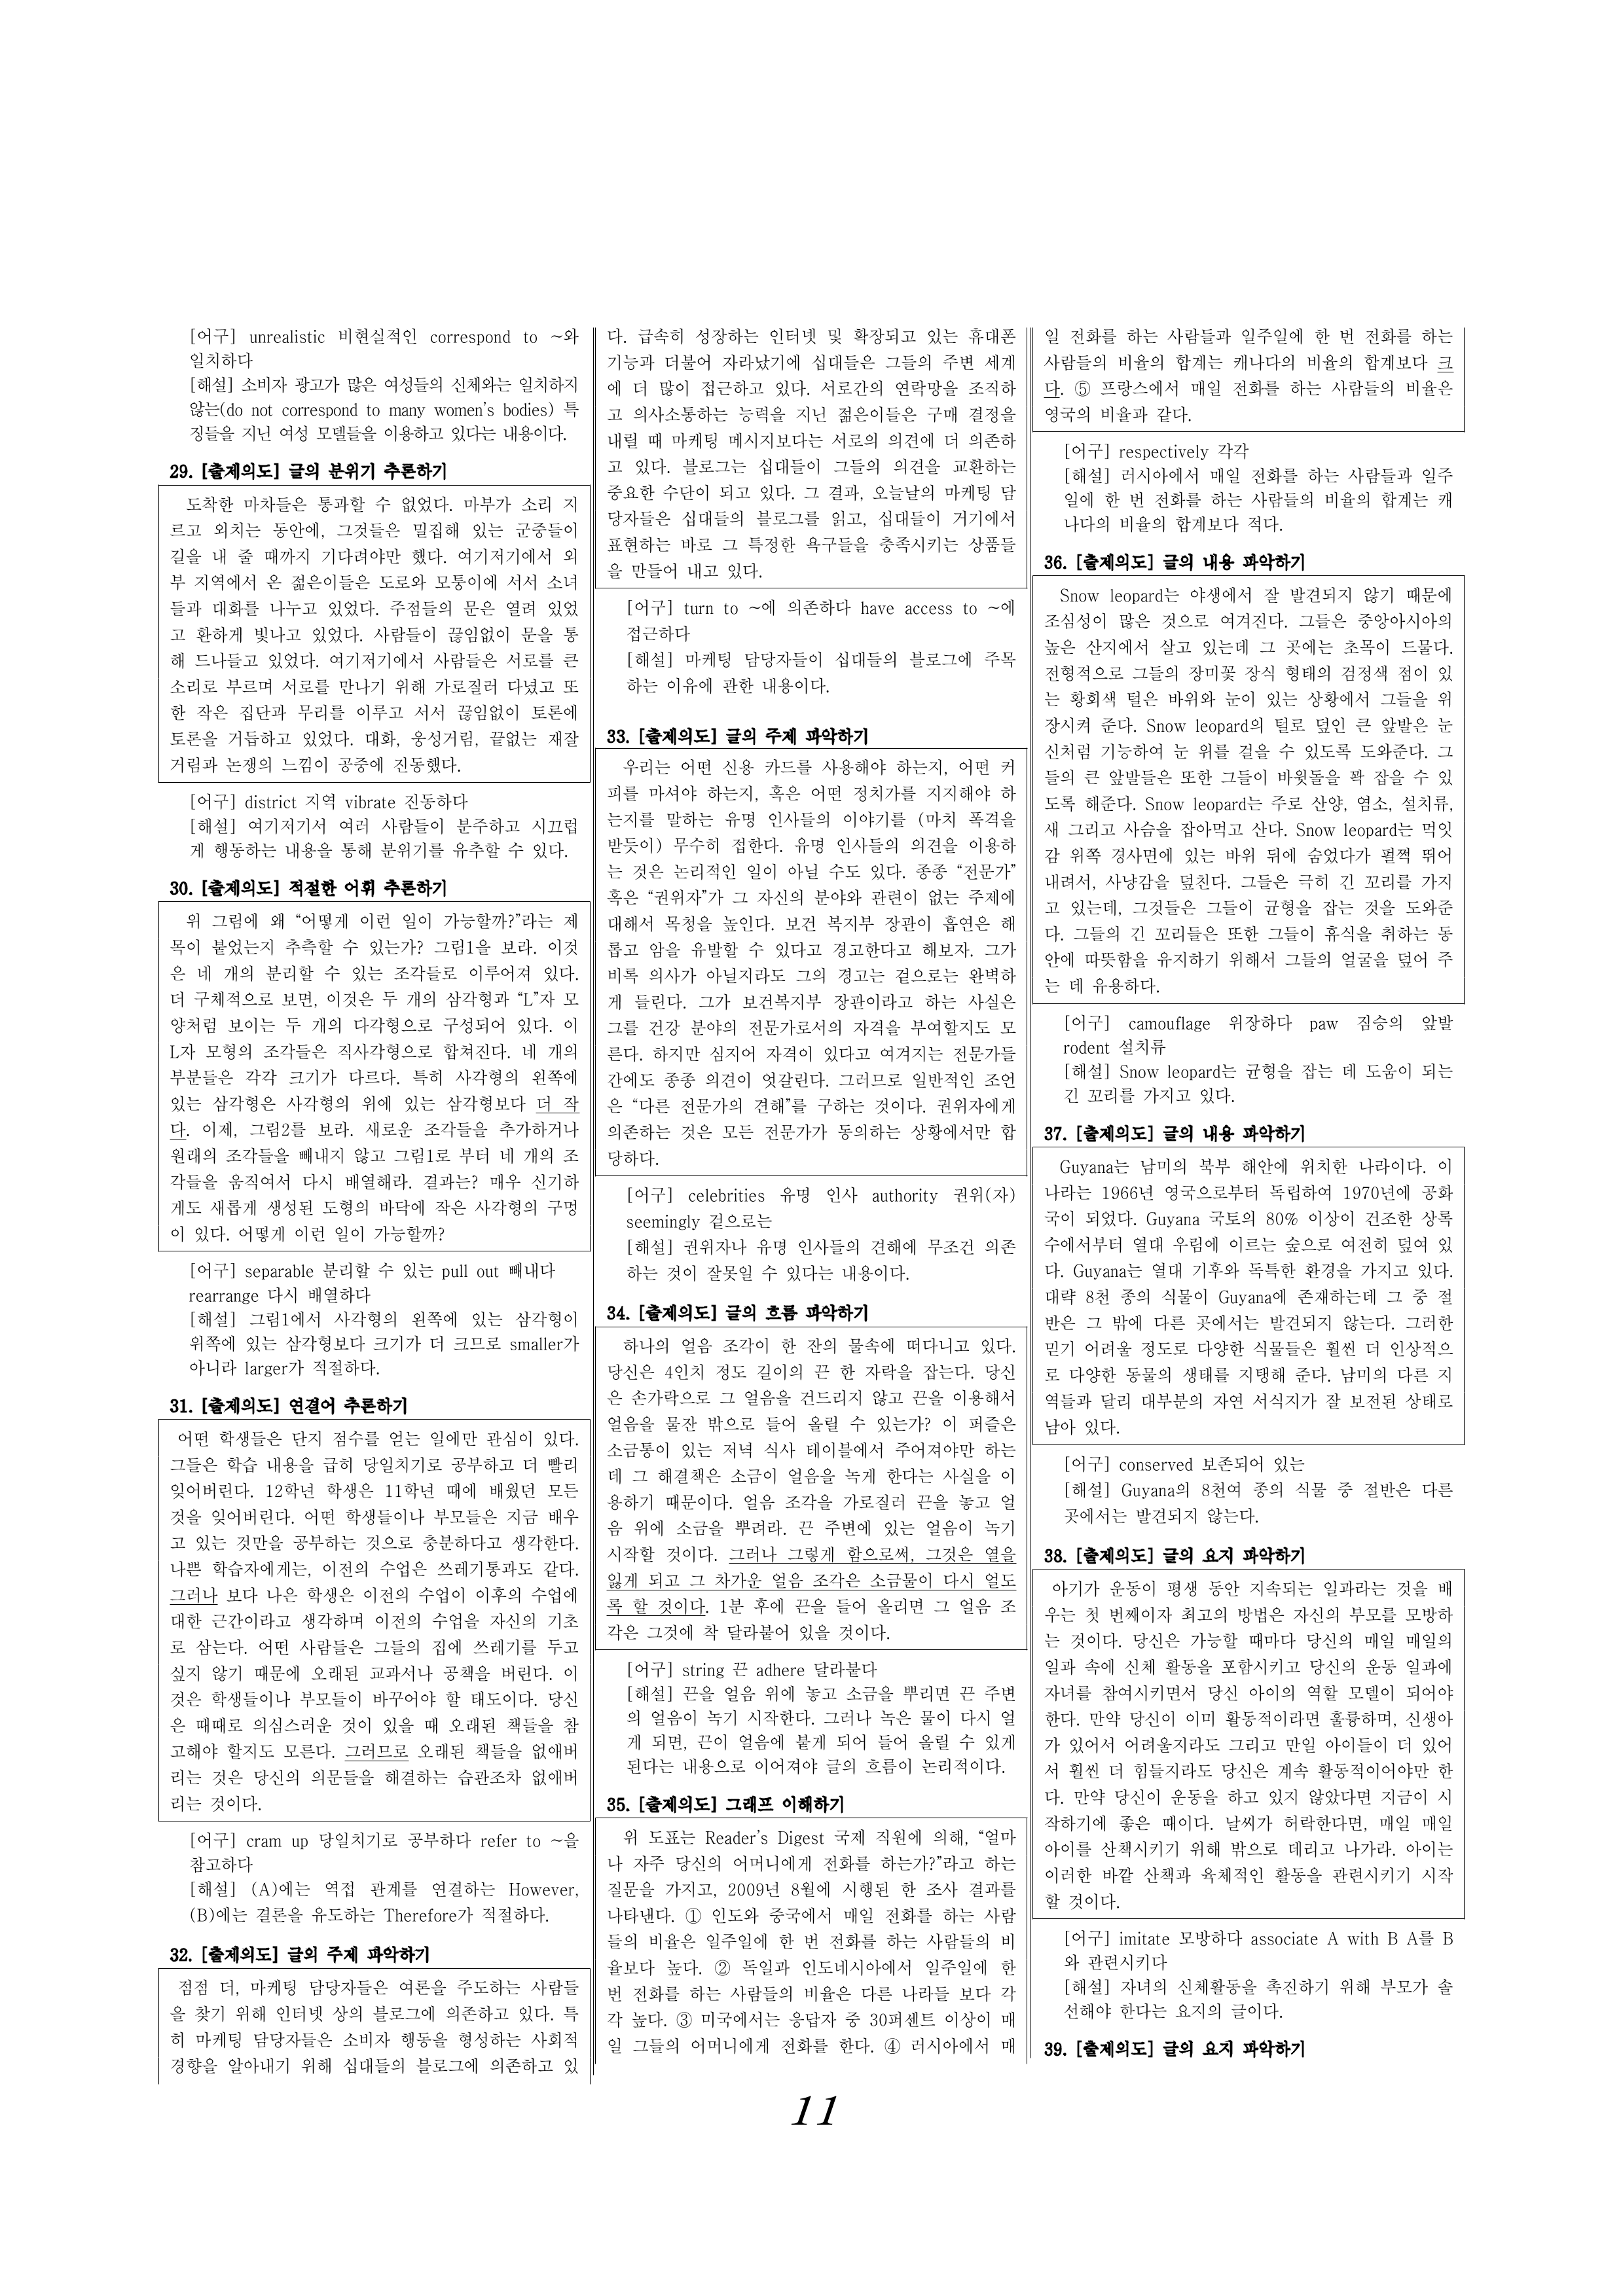 [어구] unrealistic 비현실적인 correspond to ~와
일치하다
[해설] 소비자 광고가 많은 여성들의 신체와는 일치하지
않는(do not correspond to many women's bodies) 특
징들을 지닌 여성 모델들을 이용하고 있다는 내용이다.
29. [출제의도] 글의 분위기 추론하기
도착한 마차들은 통과할 수 없었다. 마부가 소리 지
르고 외치는 동안에, 그것들은 밀집해 있는 군중들이
길을 내 줄 때까지 기다려야만 했다. 여기저기에서 외
부 지역에서 온 젊은이들은 도로와 모퉁이에 서서 소녀
들과 대화를 나누고 있었다. 주점들의 문은 열려 있었
고 환하게 빛나고 있었다. 사람들이 끊임없이 문을 통
해 드나들고 있었다. 여기저기에서 사람들은 서로를 큰
소리로 부르며 서로를 만나기 위해 가로질러 다녔고 또
한 작은 집단과 무리를 이루고 서서 끊임없이 토론에
토론을 거듭하고 있었다. 대화, 웅성거림, 끝없는 재잘
거림과 논쟁의 느낌이 공중에 진동했다.
[어구] district 지역 vibrate 진동하다
[해설] 여기저기서 여러 사람들이 분주하고 시끄럽
게 행동하는 내용을 통해 분위기를 유추할 수 있다.
30. [출제의도] 적절한 어휘 추론하기
위 그림에 왜 “어떻게 이런 일이 가능할까?”라는 제
목이 붙었는지 추측할 수 있는가? 그림1을 보라. 이것
은 네 개의 분리할 수 있는 조각들로 이루어져 있다.
더 구체적으로 보면, 이것은 두 개의 삼각형과 “L”자 모
양처럼 보이는 두 개의 다각형으로 구성되어 있다. 이
L자 모형의 조각들은 직사각형으로 합쳐진다. 네 개의
부분들은 각각 크기가 다르다. 특히 사각형의 왼쪽에
있는 삼각형은 사각형의 위에 있는 삼각형보다 더 작
다. 이제, 그림2를 보라. 새로운 조각들을 추가하거나
원래의 조각들을 빼내지 않고 그림1로 부터 네 개의 조
각들을 움직여서 다시 배열해라. 결과는? 매우 신기하
게도 새롭게 생성된 도형의 바닥에 작은 사각형의 구멍
이 있다. 어떻게 이런 일이 가능할까?
[어구] separable 분리할 수 있는 pull out 빼내다
rearrange 다시 배열하다
[해설] 그림1에서 사각형의 왼쪽에 있는 삼각형이
위쪽에 있는 삼각형보다 크기가 더 크므로 smaller가
아니라 larger가 적절하다.
31. [출제의도] 연결어 추론하기
어떤 학생들은 단지 점수를 얻는 일에만 관심이 있다.
그들은 학습 내용을 급히 당일치기로 공부하고 더 빨리
잊어버린다. 12학년 학생은 11학년 때에 배웠던 모든
것을 잊어버린다. 어떤 학생들이나 부모들은 지금 배우
고 있는 것만을 공부하는 것으로 충분하다고 생각한다.
나쁜 학습자에게는, 이전의 수업은 쓰레기통과도 같다.
그러나 보다 나은 학생은 이전의 수업이 이후의 수업에
대한 근간이라고 생각하며 이전의 수업을 자신의 기초
로 삼는다. 어떤 사람들은 그들의 집에 쓰레기를 두고
싶지 않기 때문에 오래된 교과서나 공책을 버린다. 이
것은 학생들이나 부모들이 바꾸어야 할 태도이다. 당신
은 때때로 의심스러운 것이 있을 때 오래된 책들을 참
고해야 할지도 모른다. 그러므로 오래된 책들을 없애버
리는 것은 당신의 의문들을 해결하는 습관조차 없애버
리는 것이다.
[어구] cram up 당일치기로 공부하다 refer to ~을
참고하다
[해설] (A)에는 역접 관계를 연결하는 However,
(B)에는 결론을 유도하는 Therefore가 적절하다.
32. [출제의도] 글의 주제 파악하기
점점 더, 마케팅 담당자들은 여론을 주도하는 사람들
을 찾기 위해 인터넷 상의 블로그에 의존하고 있다. 특
히 마케팅 담당자들은 소비자 행동을 형성하는 사회적
경향을 알아내기 위해 십대들의 블로그에 의존하고 있
다. 급속히 성장하는 인터넷 및 확장되고 있는 휴대폰
기능과 더불어 자라났기에 십대들은 그들의 주변 세계
에 더 많이 접근하고 있다. 서로간의 연락망을 조직하
고 의사소통하는 능력을 지닌 젊은이들은 구매 결정을
내릴 때 마케팅 메시지보다는 서로의 의견에 더 의존하
고 있다. 블로그는 십대들이 그들의 의견을 교환하는
중요한 수단이 되고 있다. 그 결과, 오늘날의 마케팅 담
당자들은 십대들의 블로그를 읽고, 십대들이 거기에서
표현하는 바로 그 특정한 욕구들을 충족시키는 상품들
을 만들어 내고 있다.
[어구] turn to ~에 의존하다 have access to ~에
접근하다
[해설] 마케팅 담당자들이 십대들의 블로그에 주목
하는 이유에 관한 내용이다.
33. [출제의도] 글의 주제 파악하기
우리는 어떤 신용 카드를 사용해야 하는지, 어떤 커
피를 마셔야 하는지, 혹은 어떤 정치가를 지지해야 하
는지를 말하는 유명 인사들의 이야기를 (마치 폭격을
받듯이) 무수히 접한다. 유명 인사들의 의견을 이용하
는 것은 논리적인 일이 아닐 수도 있다. 종종 “전문가”
혹은 “권위자”가 그 자신의 분야와 관련이 없는 주제에
대해서 목청을 높인다. 보건 복지부 장관이 흡연은 해
롭고 암을 유발할 수 있다고 경고한다고 해보자. 그가
비록 의사가 아닐지라도 그의 경고는 겉으로는 완벽하
게 들린다. 그가 보건복지부 장관이라고 하는 사실은
그를 건강 분야의 전문가로서의 자격을 부여할지도 모
른다. 하지만 심지어 자격이 있다고 여겨지는 전문가들
간에도 종종 의견이 엇갈린다. 그러므로 일반적인 조언
은 “다른 전문가의 견해”를 구하는 것이다. 권위자에게
의존하는 것은 모든 전문가가 동의하는 상황에서만 합
당하다.
[어구] celebrities 유명 인사 authority 권위(자)
seemingly 겉으로는
[해설] 권위자나 유명 인사들의 견해에 무조건 의존
하는 것이 잘못일 수 있다는 내용이다.
34. [출제의도] 글의 흐름 파악하기
하나의 얼음 조각이 한 잔의 물속에 떠다니고 있다.
당신은 4인치 정도 길이의 끈 한 자락을 잡는다. 당신
은 손가락으로 그 얼음을 건드리지 않고 끈을 이용해서
얼음을 물잔 밖으로 들어 올릴 수 있는가? 이 퍼즐은
소금통이 있는 저녁 식사 테이블에서 주어져야만 하는
데 그 해결책은 소금이 얼음을 녹게 한다는 사실을 이
용하기 때문이다. 얼음 조각을 가로질러 끈을 놓고 얼
음 위에 소금을 뿌려라. 끈 주변에 있는 얼음이 녹기
시작할 것이다. 그러나 그렇게 함으로써, 그것은 열을
잃게 되고 그 차가운 얼음 조각은 소금물이 다시 얼도
록 할 것이다. 1분 후에 끈을 들어 올리면 그 얼음 조
각은 그것에 착 달라붙어 있을 것이다.
[어구] string 끈 adhere 달라붙다
[해설] 끈을 얼음 위에 놓고 소금을 뿌리면 끈 주변
의 얼음이 녹기 시작한다. 그러나 녹은 물이 다시 얼
게 되면, 끈이 얼음에 붙게 되어 들어 올릴 수 있게
된다는 내용으로 이어져야 글의 흐름이 논리적이다.
35. [출제의도] 그래프 이해하기
위 도표는 Reader's Digest 국제 직원에 의해, “얼마
나 자주 당신의 어머니에게 전화를 하는가?”라고 하는
질문을 가지고, 2009년 8월에 시행된 한 조사 결과를
나타낸다. ① 인도와 중국에서 매일 전화를 하는 사람
들의 비율은 일주일에 한 번 전화를 하는 사람들의 비
율보다 높다. ② 독일과 인도네시아에서 일주일에 한
번 전화를 하는 사람들의 비율은 다른 나라들 보다 각
각 높다. ③ 미국에서는 응답자 중 30퍼센트 이상이 매
일 그들의 어머니에게 전화를 한다. ④ 러시아에서 매
일 전화를 하는 사람들과 일주일에 한 번 전화를 하는
사람들의 비율의 합계는 캐나다의 비율의 합계보다 크
다. ⑤ 프랑스에서 매일 전화를 하는 사람들의 비율은
영국의 비율과 같다.
[어구] respectively 각각
[해설] 러시아에서 매일 전화를 하는 사람들과 일주
일에 한 번 전화를 하는 사람들의 비율의 합계는 캐
나다의 비율의 합계보다 적다.
36. [출제의도] 글의 내용 파악하기
Snow leopard는 야생에서 잘 발견되지 않기 때문에
조심성이 많은 것으로 여겨진다. 그들은 중앙아시아의
높은 산지에서 살고 있는데 그 곳에는 초목이 드물다.
전형적으로 그들의 장미꽃 장식 형태의 검정색 점이 있
는 황회색 털은 바위와 눈이 있는 상황에서 그들을 위
장시켜 준다. Snow leopard의 털로 덮인 큰 앞발은 눈
신처럼 기능하여 눈 위를 걸을 수 있도록 도와준다. 그
들의 큰 앞발들은 또한 그들이 바윗돌을 꽉 잡을 수 있
도록 해준다. Snow leopard는 주로 산양, 염소, 설치류,
새 그리고 사슴을 잡아먹고 산다. Snow leopard는 먹잇
감 위쪽 경사면에 있는 바위 뒤에 숨었다가 펄쩍 뛰어
내려서, 사냥감을 덮친다. 그들은 극히 긴 꼬리를 가지
고 있는데, 그것들은 그들이 균형을 잡는 것을 도와준
다. 그들의 긴 꼬리들은 또한 그들이 휴식을 취하는 동
안에 따뜻함을 유지하기 위해서 그들의 얼굴을 덮어 주
는 데 유용하다.
[어구] camouflage 위장하다 paw 짐승의 앞발
rodent 설치류
[해설] Snow leopard는 균형을 잡는 데 도움이 되는
긴 꼬리를 가지고 있다.
37. [출제의도] 글의 내용 파악하기
Guyana는 남미의 북부 해안에 위치한 나라이다. 이
나라는 1966년 영국으로부터 독립하여 1970년에 공화
국이 되었다. Guyana 국토의 80% 이상이 건조한 상록
수에서부터 열대 우림에 이르는 숲으로 여전히 덮여 있
다. Guyana는 열대 기후와 독특한 환경을 가지고 있다.
대략 8천 종의 식물이 Guyana에 존재하는데 그 중 절
반은 그 밖에 다른 곳에서는 발견되지 않는다. 그러한
믿기 어려울 정도로 다양한 식물들은 훨씬 더 인상적으
로 다양한 동물의 생태를 지탱해 준다. 남미의 다른 지
역들과 달리 대부분의 자연 서식지가 잘 보전된 상태로
남아 있다.
[어구] conserved 보존되어 있는
[해설] Guyana의 8천여 종의 식물 중 절반은 다른
곳에서는 발견되지 않는다.
38. [출제의도] 글의 요지 파악하기
아기가 운동이 평생 동안 지속되는 일과라는 것을 배
우는 첫 번째이자 최고의 방법은 자신의 부모를 모방하
는 것이다. 당신은 가능할 때마다 당신의 매일 매일의
일과 속에 신체 활동을 포함시키고 당신의 운동 일과에
자녀를 참여시키면서 당신 아이의 역할 모델이 되어야
한다. 만약 당신이 이미 활동적이라면 훌륭하며, 신생아
가 있어서 어려울지라도 그리고 만일 아이들이 더 있어
서 훨씬 더 힘들지라도 당신은 계속 활동적이어야만 한
다. 만약 당신이 운동을 하고 있지 않았다면 지금이 시
작하기에 좋은 때이다. 날씨가 허락한다면, 매일 매일
아이를 산책시키기 위해 밖으로 데리고 나가라. 아이는
이러한 바깥 산책과 육체적인 활동을 관련시키기 시작
할 것이다.
[어구] imitate 모방하다 associate A with B A를 B
와 관련시키다
[해설] 자녀의 신체활동을 촉진하기 위해 부모가 솔
선해야 한다는 요지의 글이다.
39. [출제의도] 글의 요지 파악하기
11